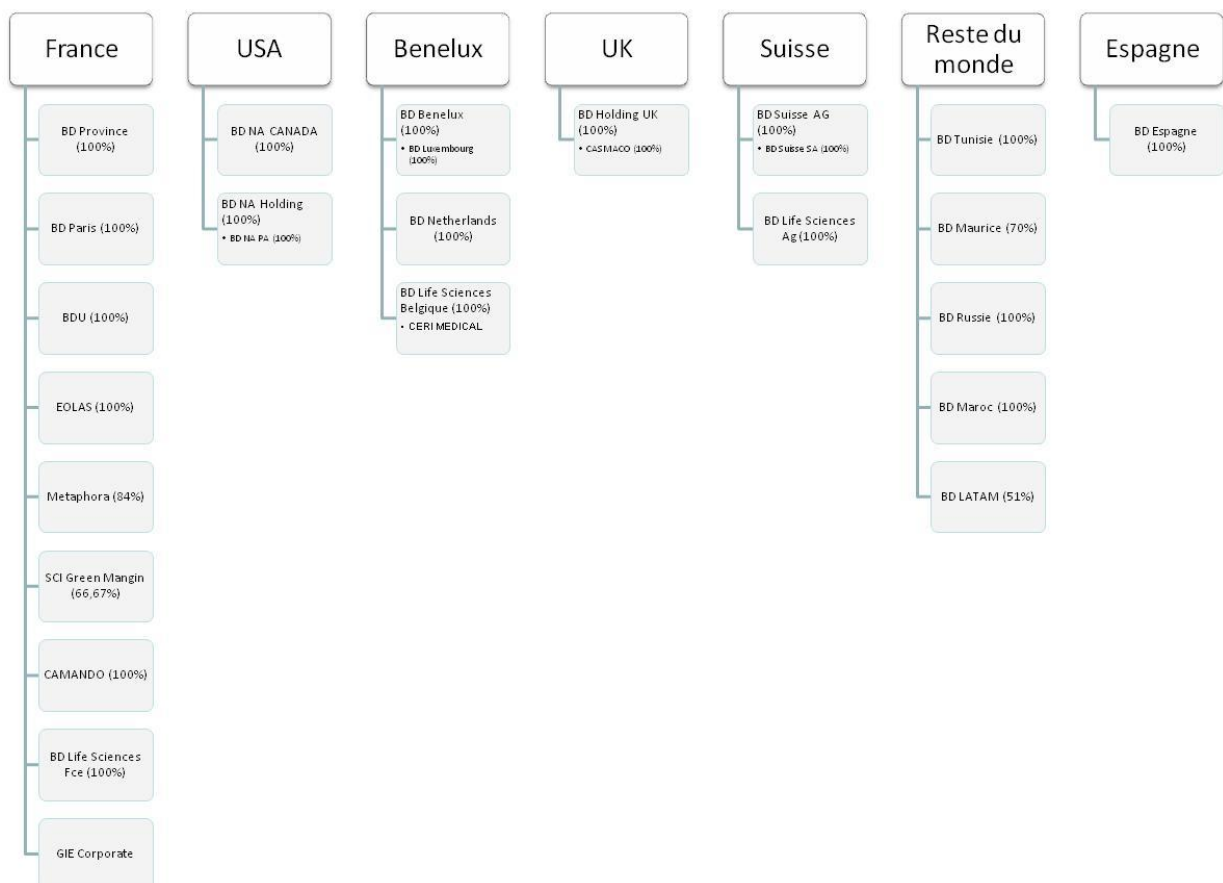 France
BD Province
(100%)
BD Paris (100%)
BDU (100%)
EOLAS (100%)
Metaphora (84%)
SCI Green Mangin
(66,67%)
CAMANDO (100%)
BD Life Sciences
Fce (100%)
GIE Corporate
USA
BD NA CANADA
(100%)
BD NA Holding
(100%)
• BD NA PA (100%)
Benelux
BD Benelux
(100%)
• BD Luxembourg
(100%)
BD Netherlands
(100%)
BD Life Sciences
Belgique (100%)
• CERI MEDICAL
UK
BD Holding UK
(100%)
• CASMACO (100%)
Suisse
BD Suisse AG
(100%)
• BD Suisse SA (100%)
BD Life Sciences
Ag (100%)
Reste du
monde
BD Tunisie (100%)
BD Maurice (70%)
BD Russie (100%)
BD Maroc (100%)
BD LATAM (51%)
Espagne
BD Espagne
(100%)